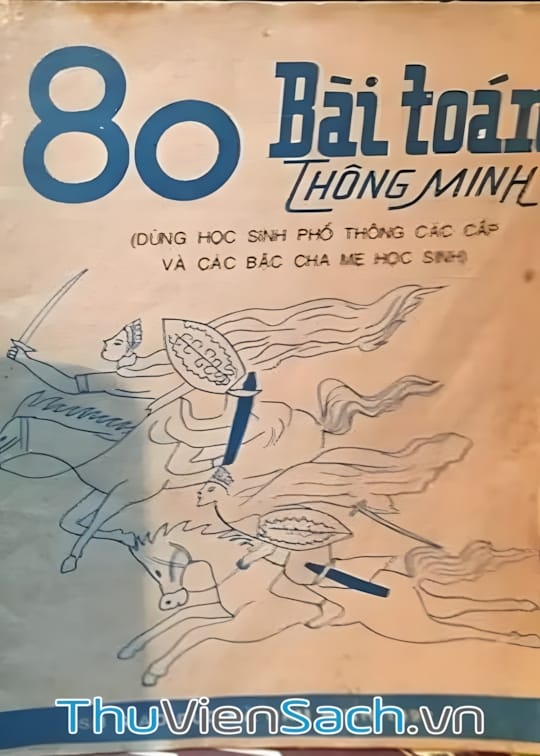 80 Bài toán
THÔNG MINH
(DÙNG HỌC SINH PHỔ THÔNG CÁC CẤP
VÀ CÁC BẬC CHA MẸ HỌC SINH)
ThuVienSach.vn